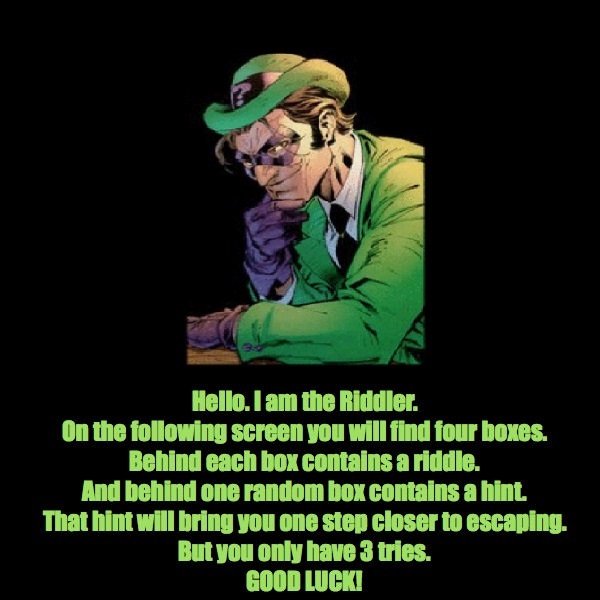 ?
Hello. I am the Riddler.
On the following screen you will find four boxes.
Behind each box contains a riddle.
And behind one random box contains a hint.
That hint will bring you one step closer to escaping.
But you only have 3 tries.
GOOD LUCK!